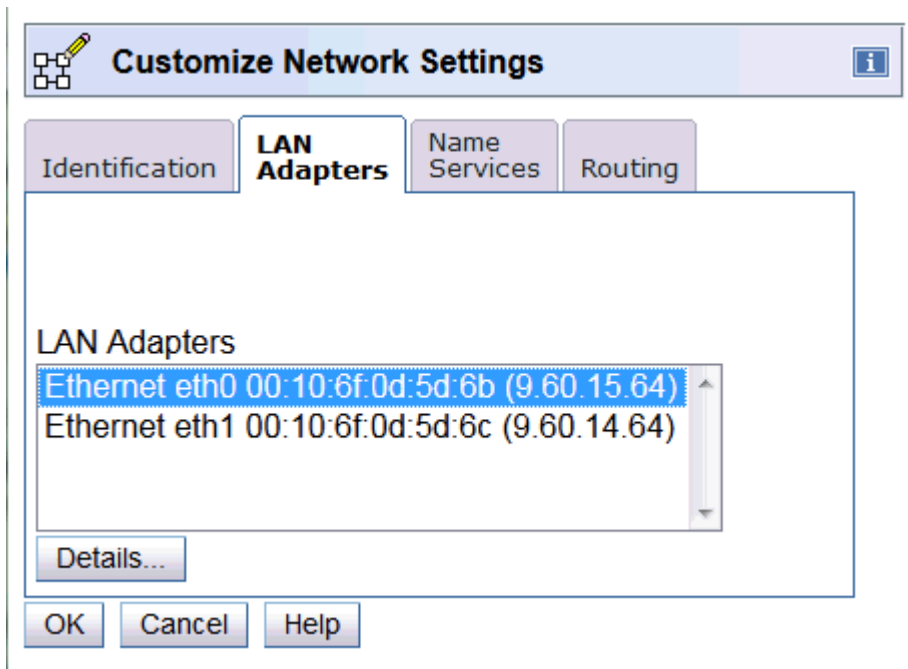 Customize Network Settings
i
Identification
LAN
Adapters
Name
Services
Routing
LAN Adapters
Ethernet eth0 00:10:6f:0d:5d:6b (9.60.15.64)
Ethernet eth1 00:10:6f:0d:5d:6c (9.60.14.64)
Details...
OK
Cancel
Help